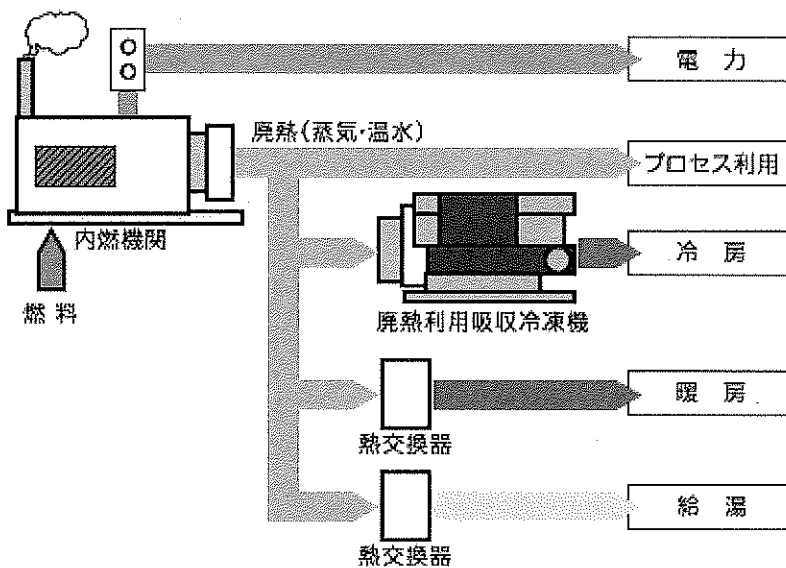 電力
廃熱(蒸気・温水)
プロセス利用
内燃機関
冷房
燃料
廃熱利用吸収冷凍機
暖房
熱交換器
給湯
熱交換器